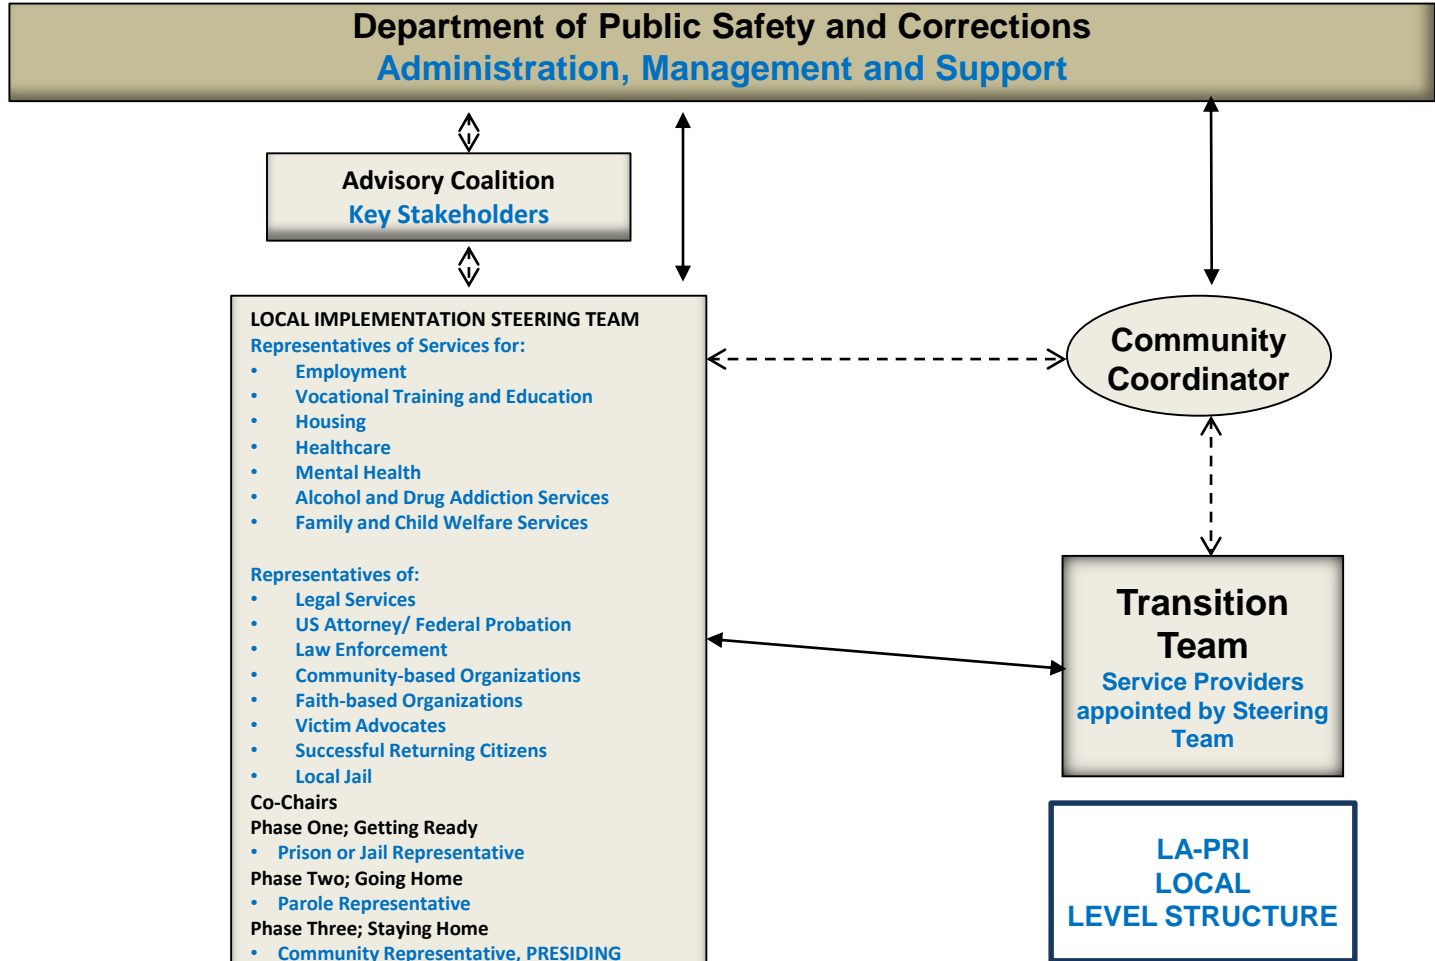 Department of Public Safety and Corrections
Administration, Management and Support
Advisory Coalition
Key Stakeholders
LOCAL IMPLEMENTATION STEERING TEAM
Representatives of Services for:
• Employment
• Vocational Training and Education
• Housing
• Healthcare
• Mental Health
• Alcohol and Drug Addiction Services
• Family and Child Welfare Services
Representatives of:
• Legal Services
• US Attorney/ Federal Probation
• Law Enforcement
• Community-based Organizations
• Faith-based Organizations
• Victim Advocates
• Successful Returning Citizens
• Local Jail
Co-Chairs
Phase One; Getting Ready
• Prison or Jail Representative
Phase Two; Going Home
• Parole Representative
Phase Three; Staying Home
• Community Representative, PRESIDING
Community
Coordinator
Transition
Team
Service Providers
appointed by Steering
Team
LA-PRI
LOCAL
LEVEL STRUCTURE